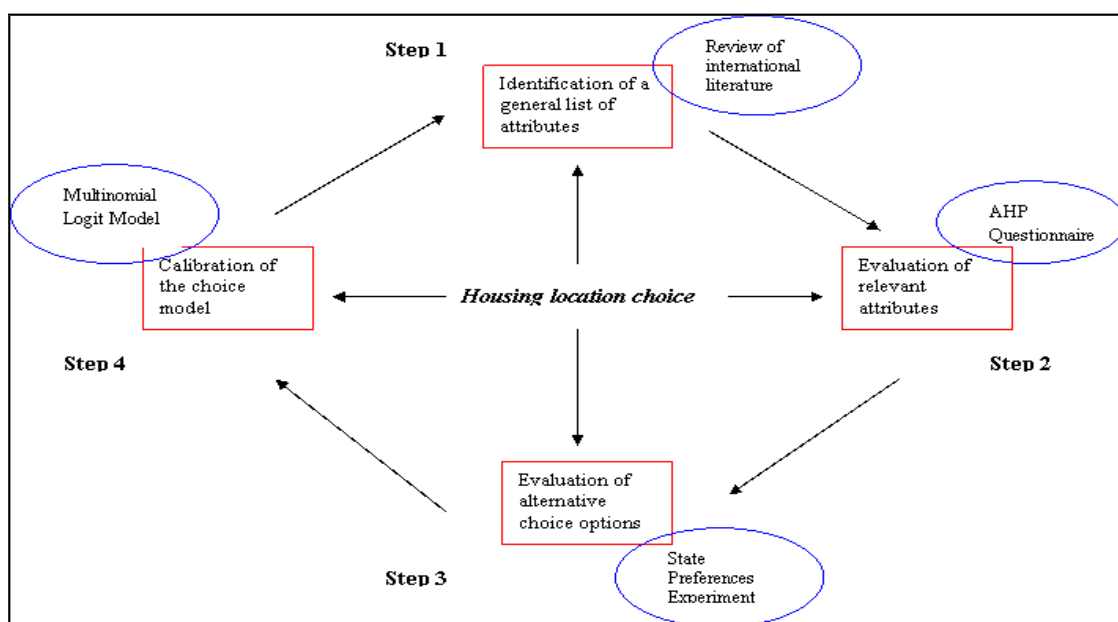 Step 1
Identification of a
general list of
attributes
Review of
international
literature
Multinomial
Logit Model
Calibration of
the choice
model
Step 4
Housing location choice
AHP
Questionnaire
Evaluation of
relevant
attributes
Step 2
Evaluation of
alternative
choice options
Step 3
State
Preferences
Experiment